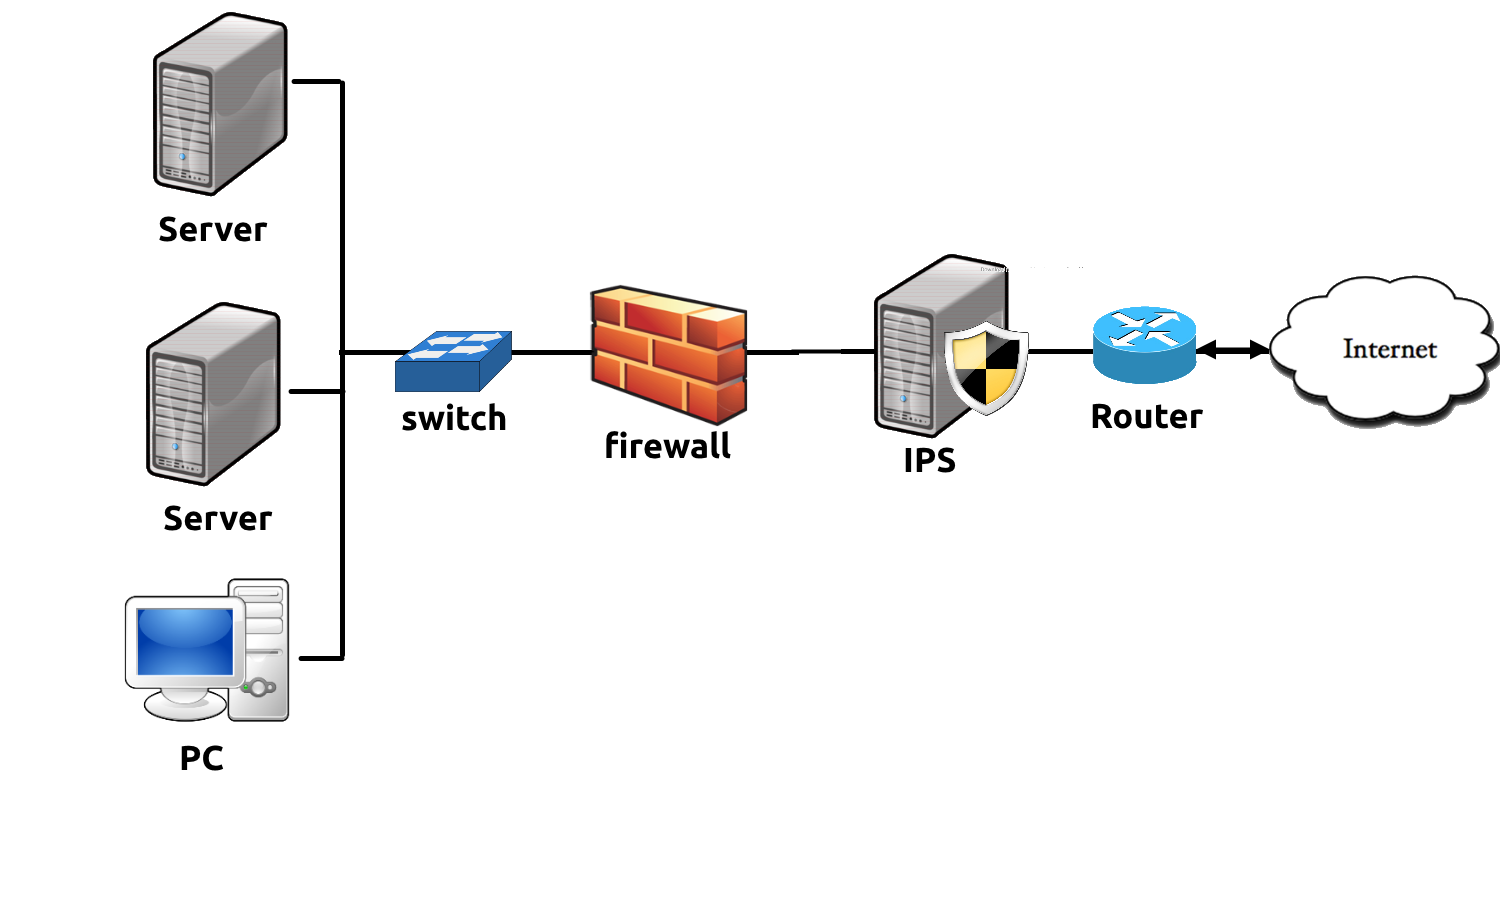 Server
Server
PC
switch
firewall
IPS
Router
Internet